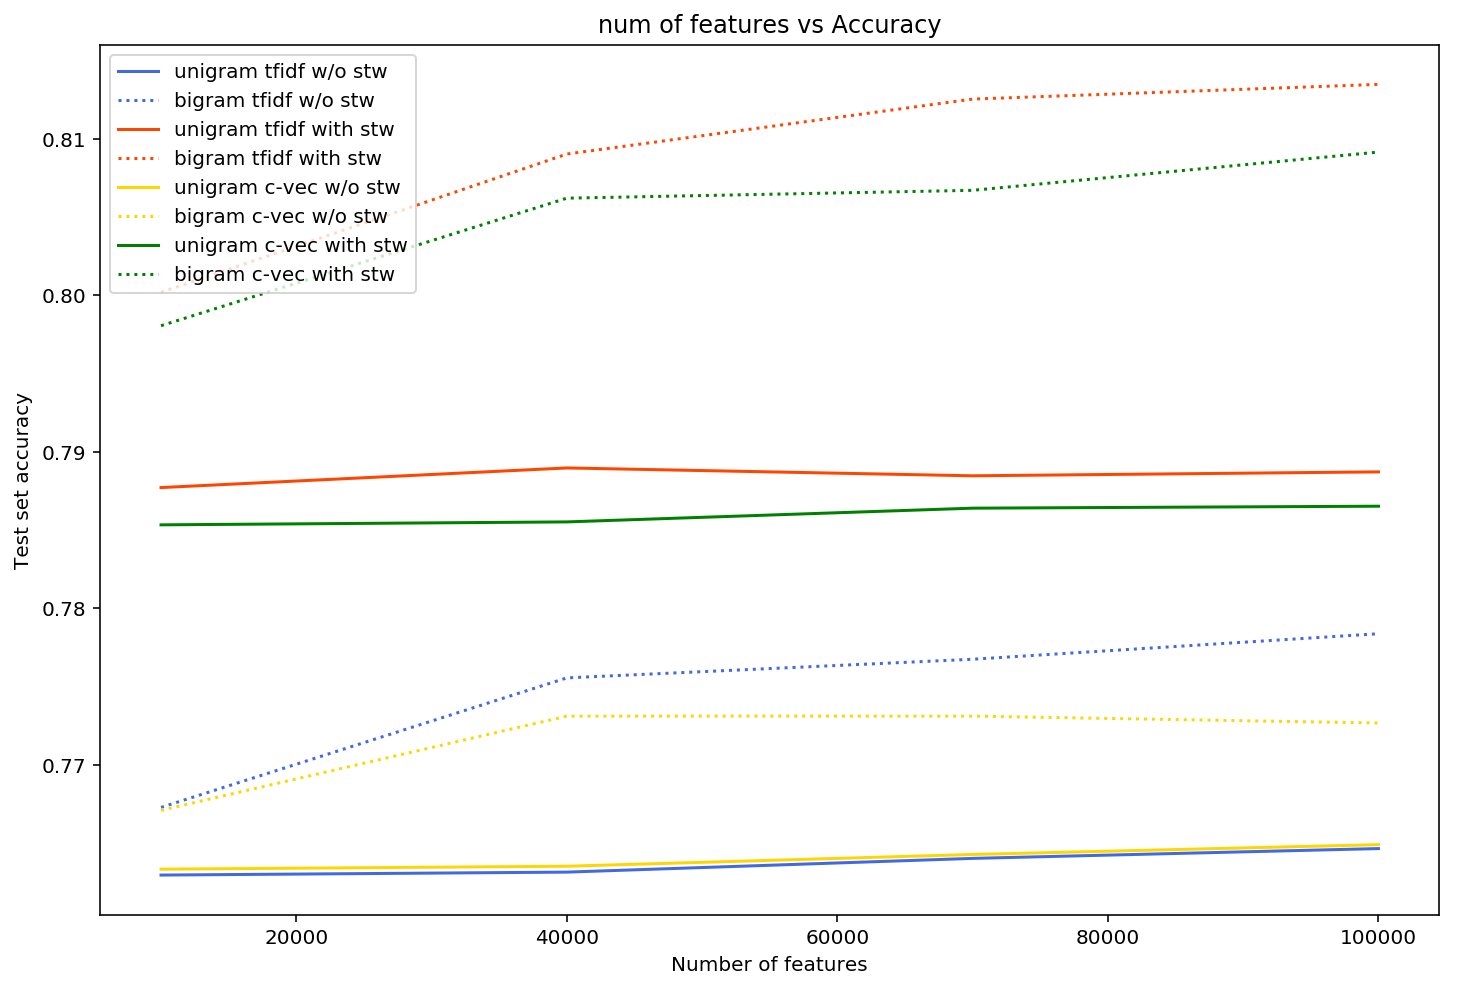 num of features vs Accuracy
unigram tfidf w/o stw
bigram tfidf w/o stw
unigram tfidf with stw
bigram tfidf with stw
unigram c-vec w/o stw
bigram c-vec w/o stw
unigram c-vec with stw
bigram c-vec with stw
0.81
0.80
0.79
0.78
0.77
Test set accuracy
20000
40000
60000
80000
100000
Number of features